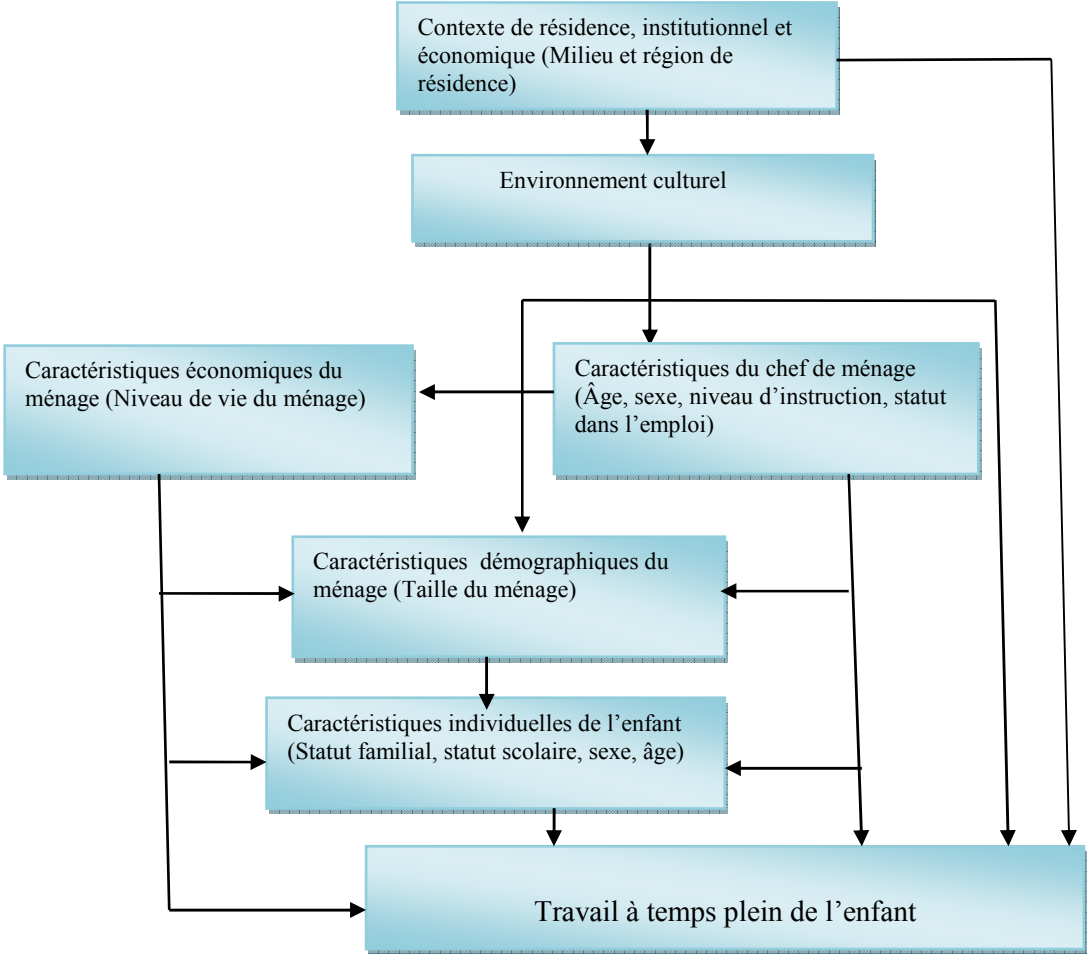 Contexte de résidence, institutionnel et
économique (Milieu et région de
résidence)
Environnement culturel
Caractéristiques économiques du
ménage (Niveau de vie du ménage)
Caractéristiques du chef de ménage
(Âge, sexe, niveau d’instruction, statut
dans l’emploi)
Caractéristiques démographiques du
ménage (Taille du ménage)
Caractéristiques individuelles de l’enfant
(Statut familial, statut scolaire, sexe, âge)
Travail à temps plein de l’enfant